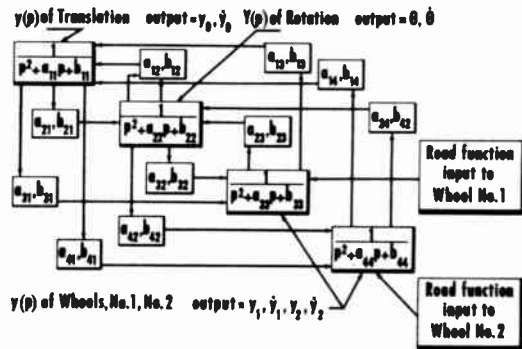 y(p) of Translation output = y₀, ẏ₀ Y(p) of Rotation output = θ, θ̇
1
p²+a₁₁p+b₁₁
a₁₂,b₁₂
a₁₃,b₁₃
a₁₄,b₁₄
a₂₁,b₂₁
1
p²+a₂₂p+b₂₂
a₂₃,b₂₃
a₂₄,b₄₂
a₃₁,b₃₁
a₃₂,b₃₂
1
p²+a₃₃p+b₃₃
Road function
input to
Wheel No.1
a₄₂,b₄₂
a₄₁,b₄₁
1
p²+a₄₄p+b₄₄
Road function
input to
Wheel No.2
y(p) of Wheels, No.1, No.2 output = y₁, ẏ₁, y₂, ẏ₂